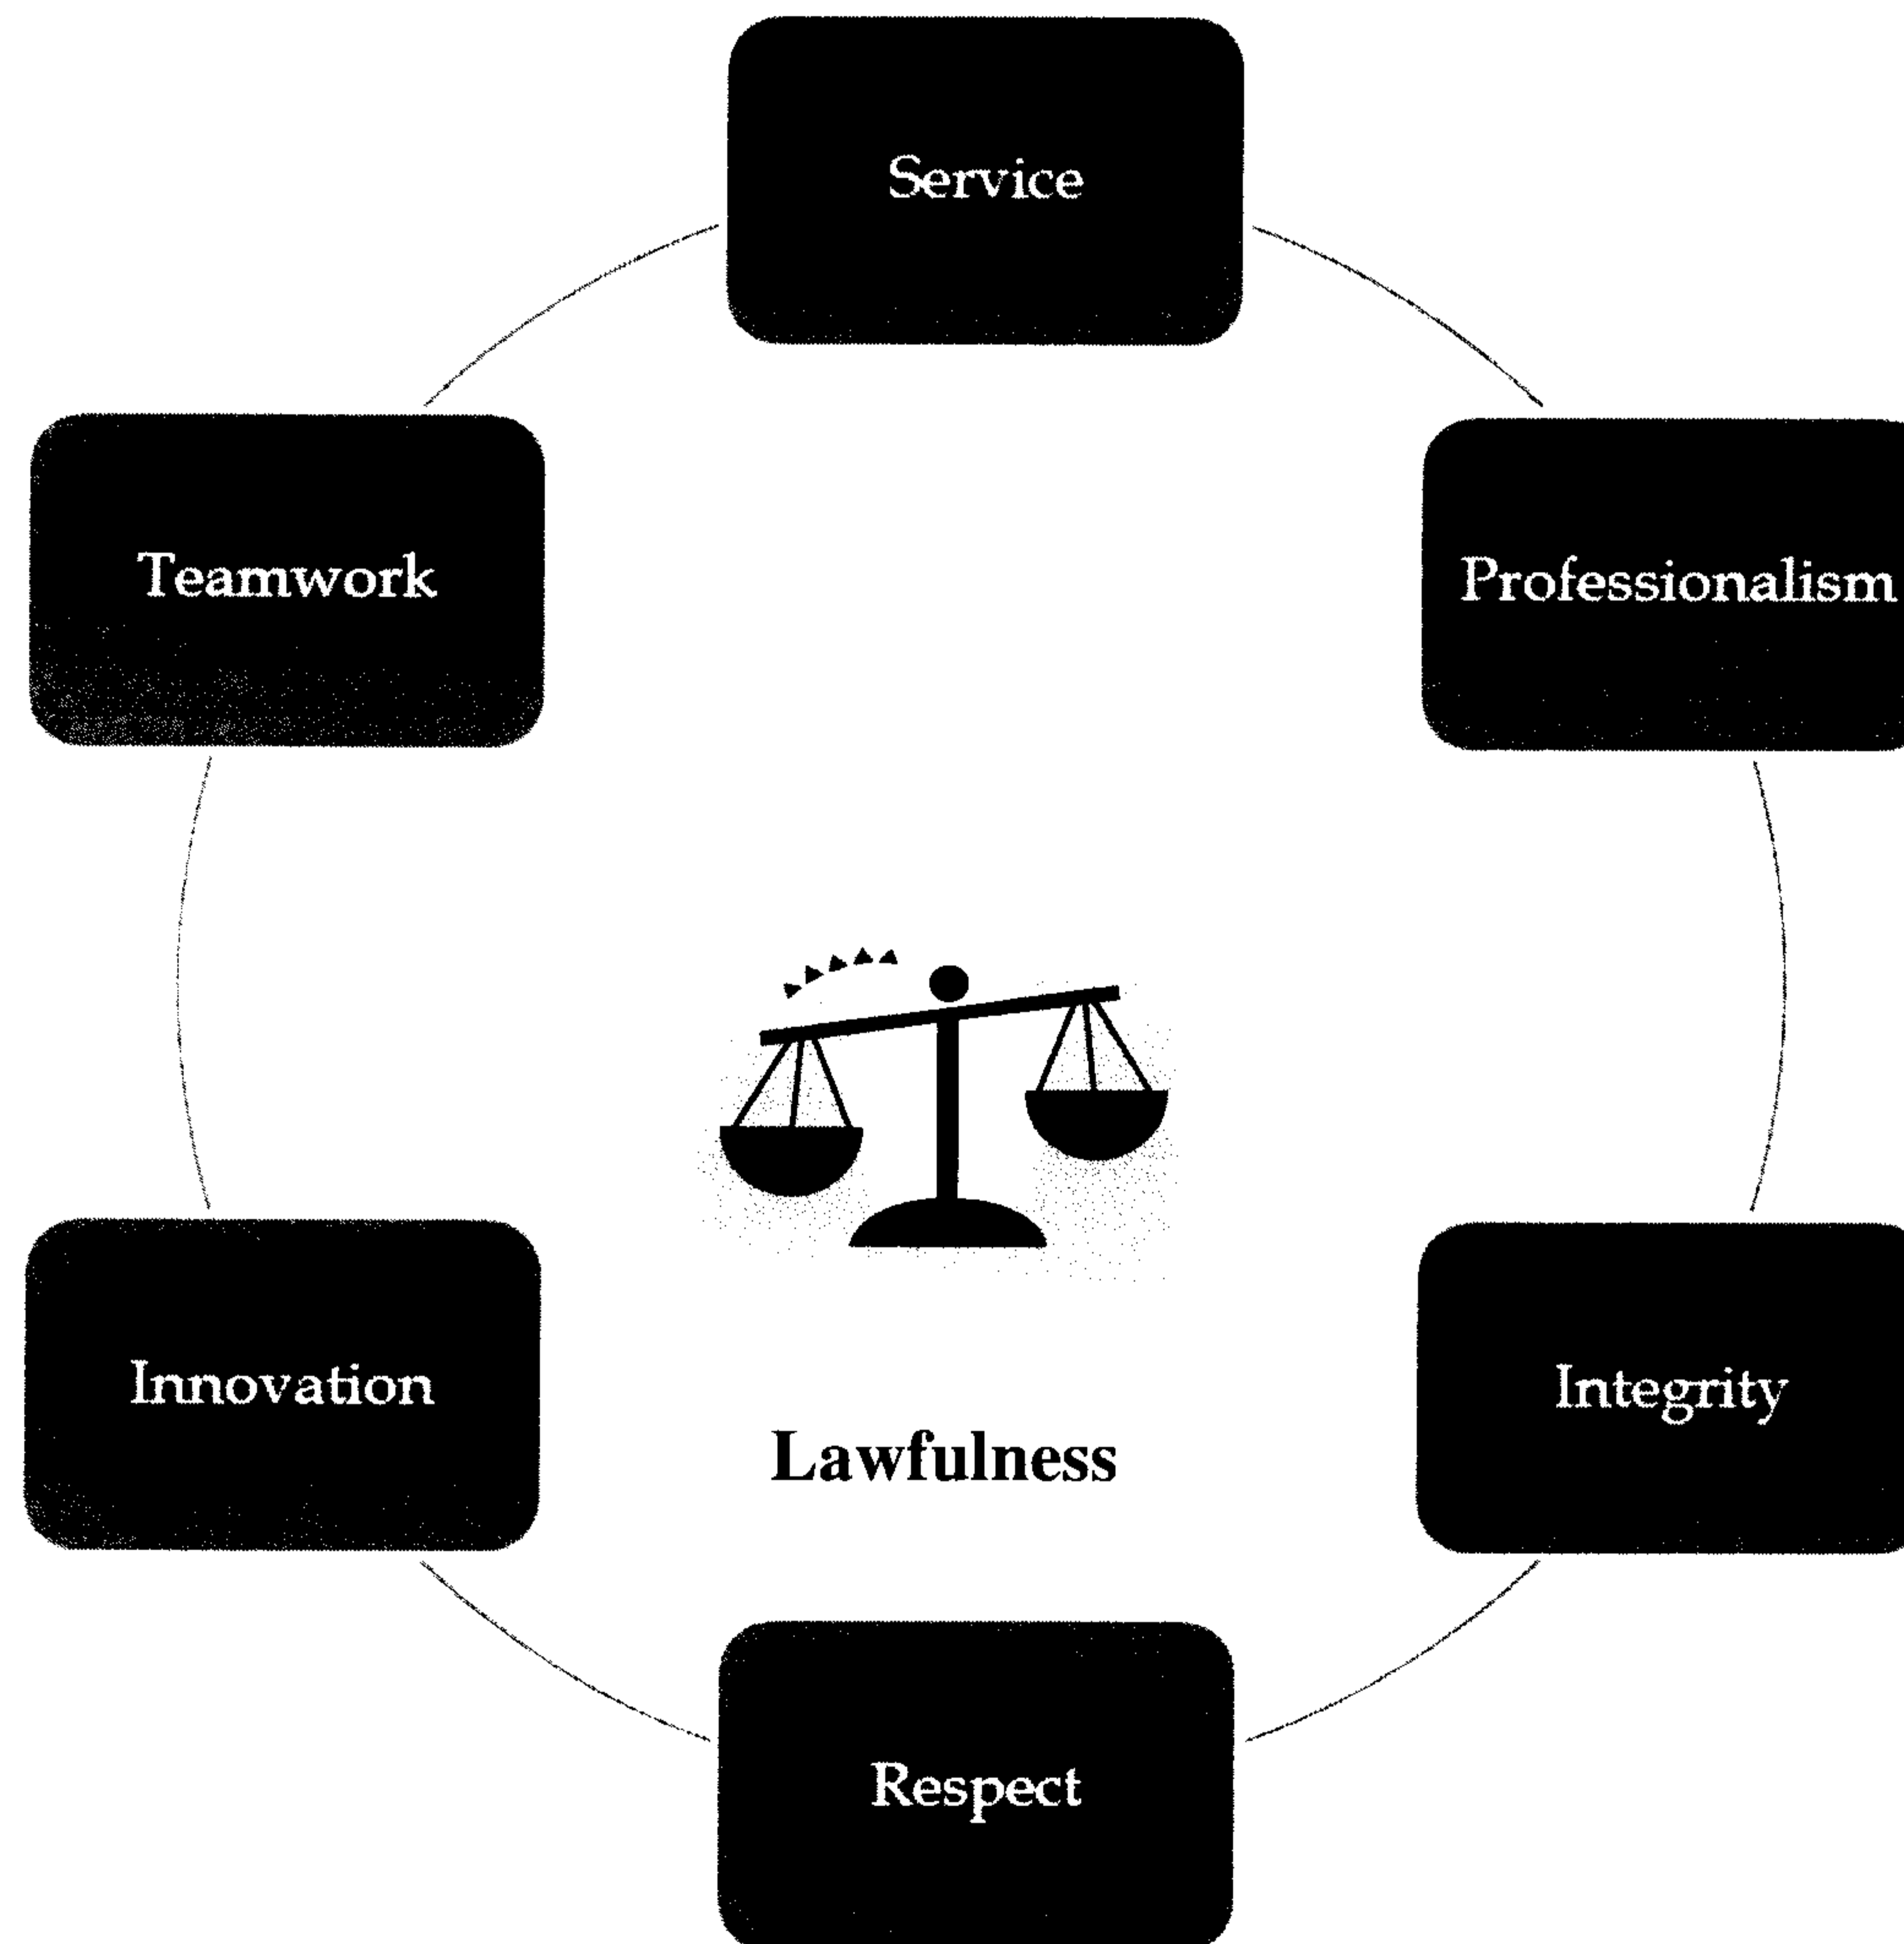 Service
Teamwork
Professionalism
Innovation
Integrity
Lawfulness
Respect